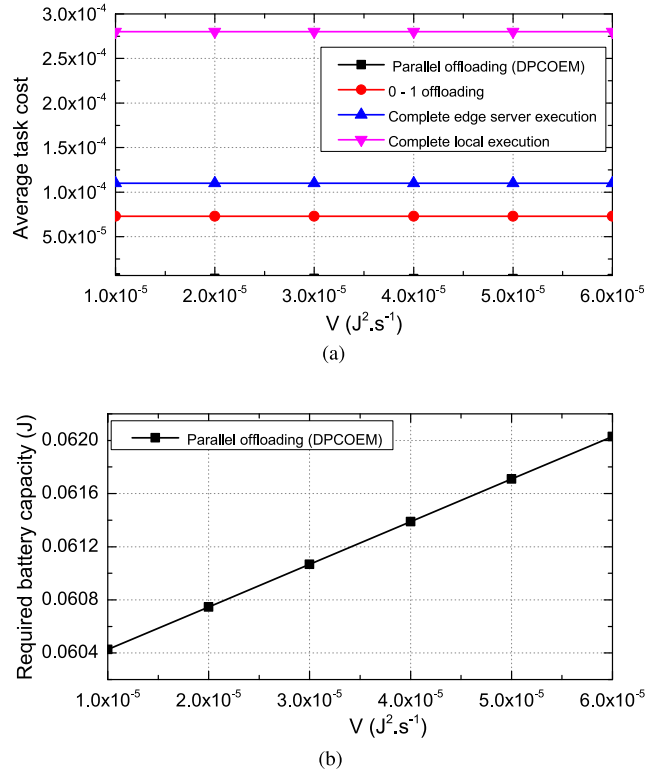 3.0x10⁻⁴
2.5x10⁻⁴
2.0x10⁻⁴
1.5x10⁻⁴
1.0x10⁻⁴
5.0x10⁻⁵
Average task cost
Parallel offloading (DPCOEM)
0 - 1 offloading
Complete edge server execution
Complete local execution
1.0x10⁻⁵ 2.0x10⁻⁵ 3.0x10⁻⁵ 4.0x10⁻⁵ 5.0x10⁻⁵ 6.0x10⁻⁵
V (J².s⁻¹)
(a)
0.0620
0.0616
0.0612
0.0608
0.0604
Required battery capacity (J)
Parallel offloading (DPCOEM)
1.0x10⁻⁵ 2.0x10⁻⁵ 3.0x10⁻⁵ 4.0x10⁻⁵ 5.0x10⁻⁵ 6.0x10⁻⁵
V (J².s⁻¹)
(b)